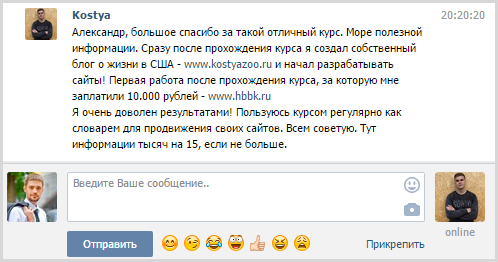 Kostya 20:20:20
Александр, большое спасибо за такой отличный курс. Море полезной
информации. Сразу после прохождения курса я создал собственный
блог о жизни в США - www.kostyazoo.ru и начал разрабатывать
сайты! Первая работа после прохождения курса, за которую мне
заплатили 10.000 рублей - www.hbbk.ru
Я очень доволен результатами! Пользуюсь курсом регулярно как
словарем для продвижения своих сайтов. Всем советую. Тут
информации тысяч на 15, если не больше.
Введите Ваше сообщение..
online
Отправить Прикрепить